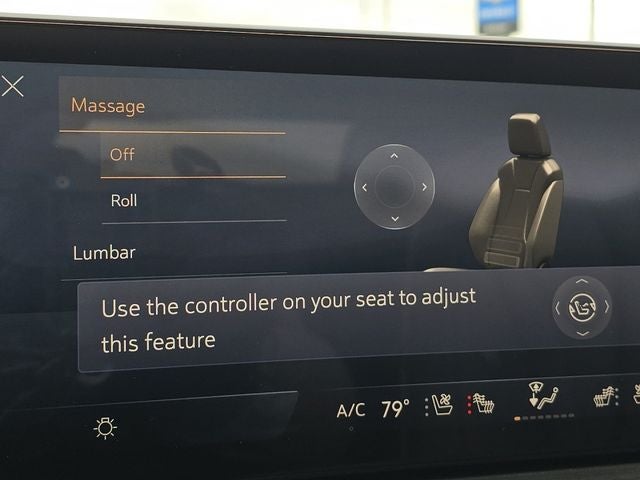 Massage
Off
Roll
Lumbar
Use the controller on your seat to adjust
this feature
A/C 79°